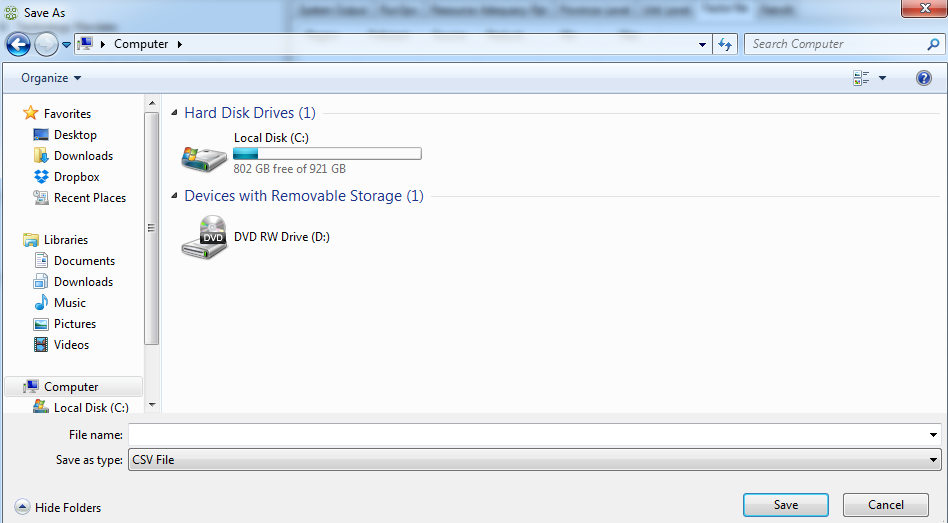 Save As
Computer
Search Computer
Organize
Favorites
Desktop
Downloads
Dropbox
Recent Places
Libraries
Documents
Downloads
Music
Pictures
Videos
Computer
Local Disk (C:)
Hard Disk Drives (1)
Local Disk (C:)
802 GB free of 921 GB
Devices with Removable Storage (1)
DVD
DVD RW Drive (D:)
File name:
Save as type: CSV File
Hide Folders
Save
Cancel